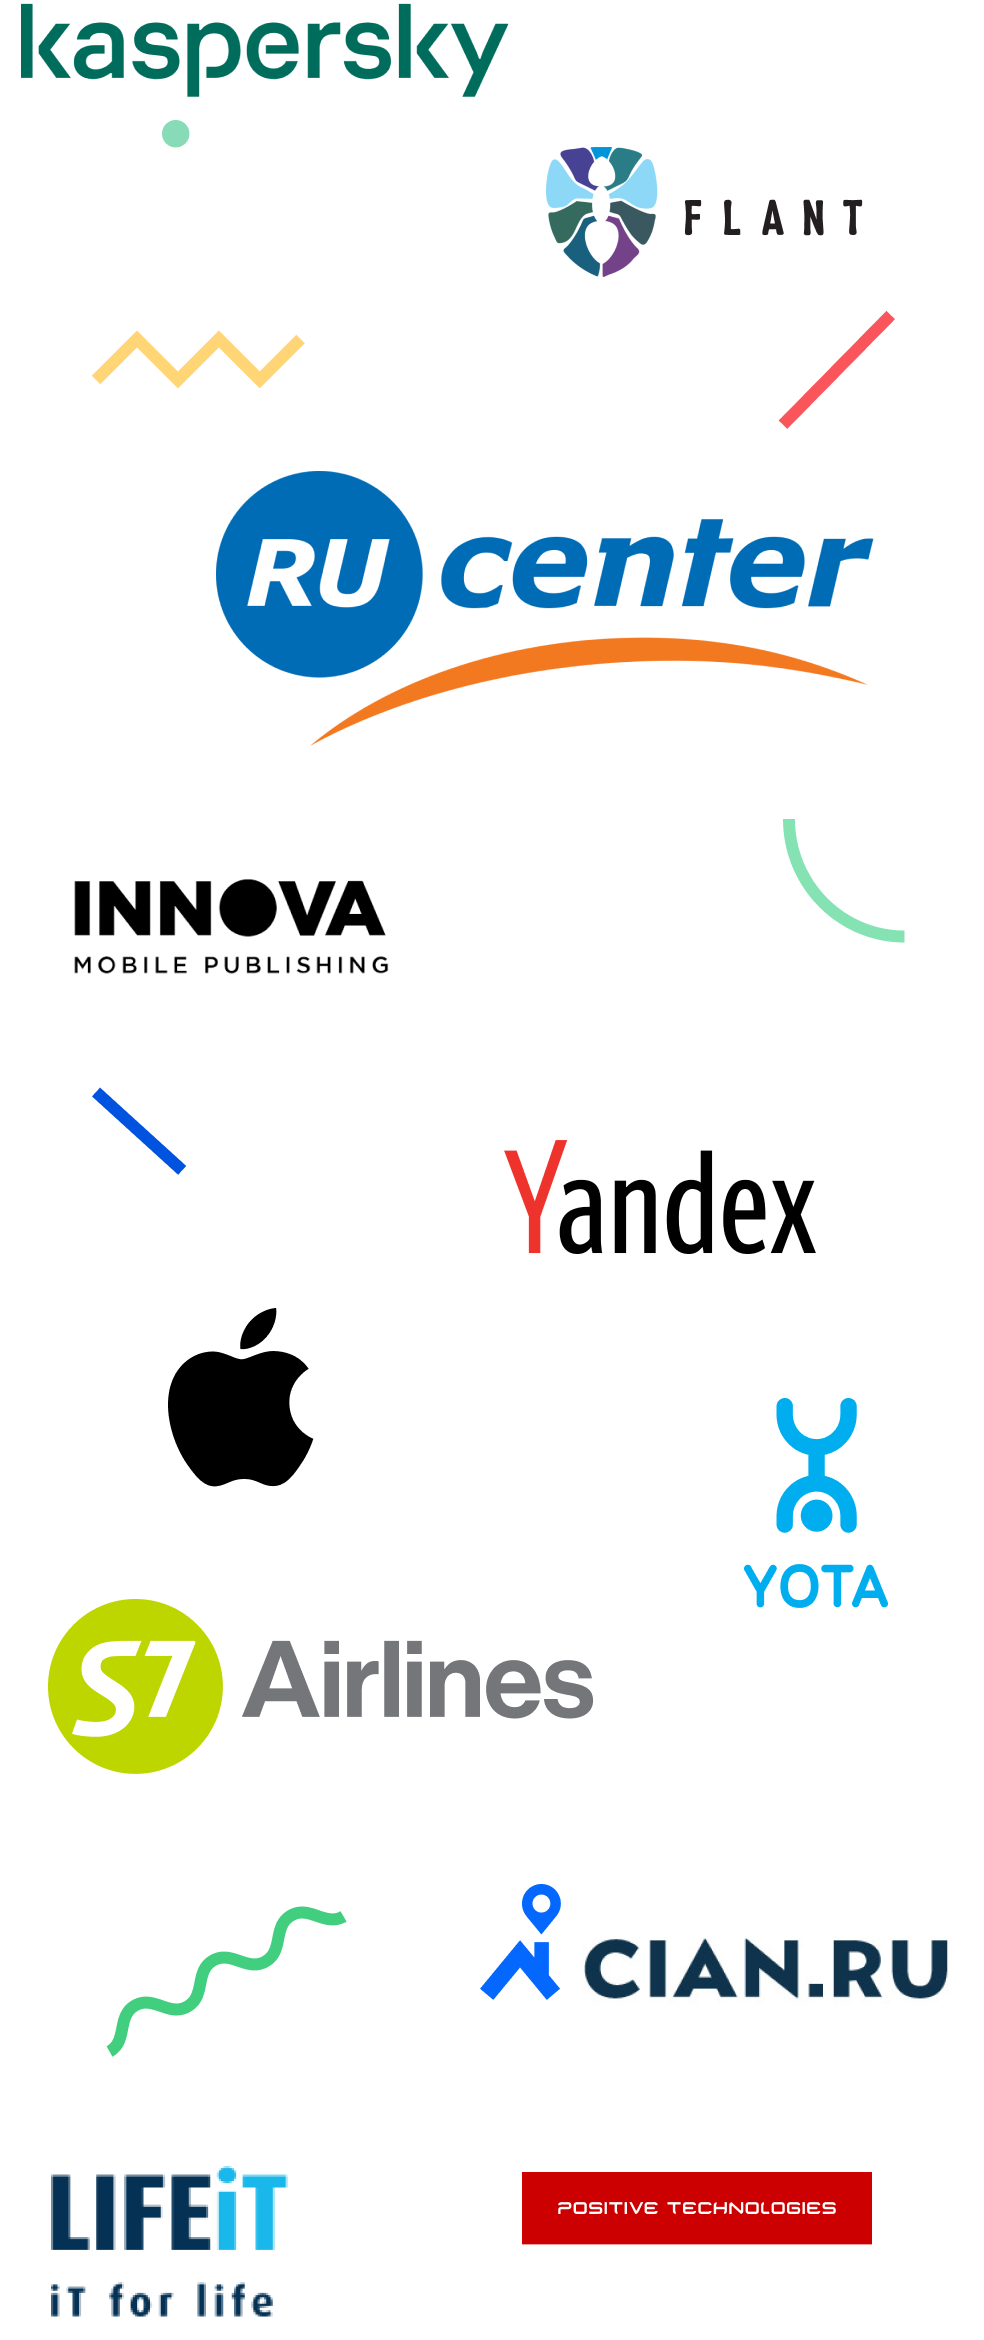 kaspersky
FLANT
RU center
INNOVA
MOBILE PUBLISHING
Yandex
YOTA
S7 Airlines
CIAN.RU
LIFEiT
iT for life
POSITIVE TECHNOLOGIES